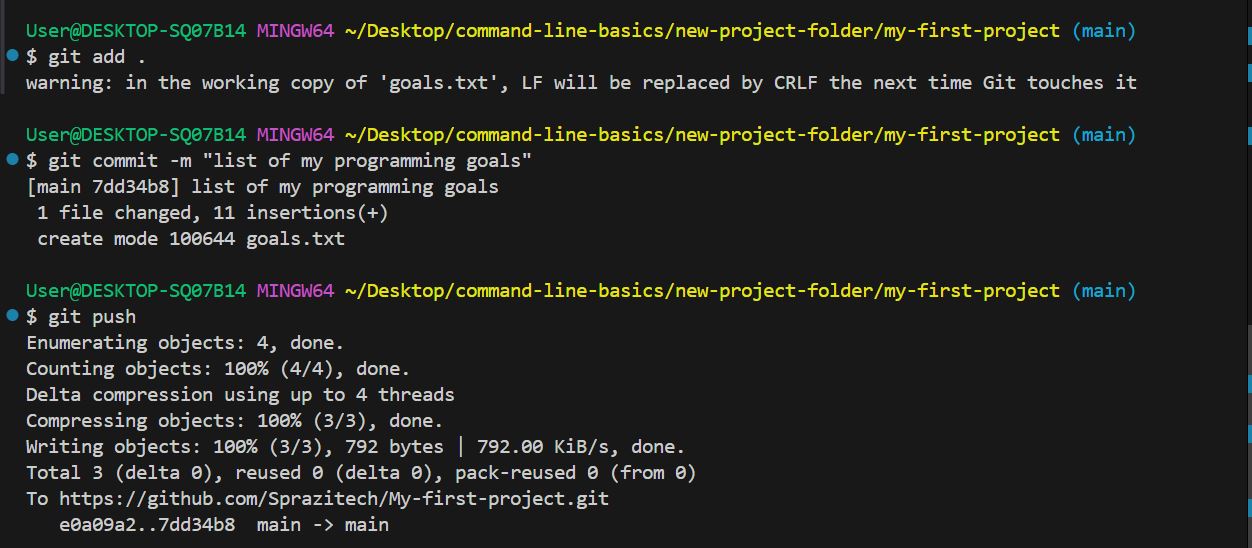 User@DESKTOP-SQ07B14 MINGW64 ~/Desktop/command-line-basics/new-project-folder/my-first-project (main)
$ git add .
warning: in the working copy of 'goals.txt', LF will be replaced by CRLF the next time Git touches it
User@DESKTOP-SQ07B14 MINGW64 ~/Desktop/command-line-basics/new-project-folder/my-first-project (main)
$ git commit -m "list of my programming goals"
[main 7dd34b8] list of my programming goals
 1 file changed, 11 insertions(+)
 create mode 100644 goals.txt
User@DESKTOP-SQ07B14 MINGW64 ~/Desktop/command-line-basics/new-project-folder/my-first-project (main)
$ git push
Enumerating objects: 4, done.
Counting objects: 100% (4/4), done.
Delta compression using up to 4 threads
Compressing objects: 100% (3/3), done.
Writing objects: 100% (3/3), 792 bytes | 792.00 KiB/s, done.
Total 3 (delta 0), reused 0 (delta 0), pack-reused 0 (from 0)
To https://github.com/Sprazitech/My-first-project.git
   e0a09a2..7dd34b8  main -> main